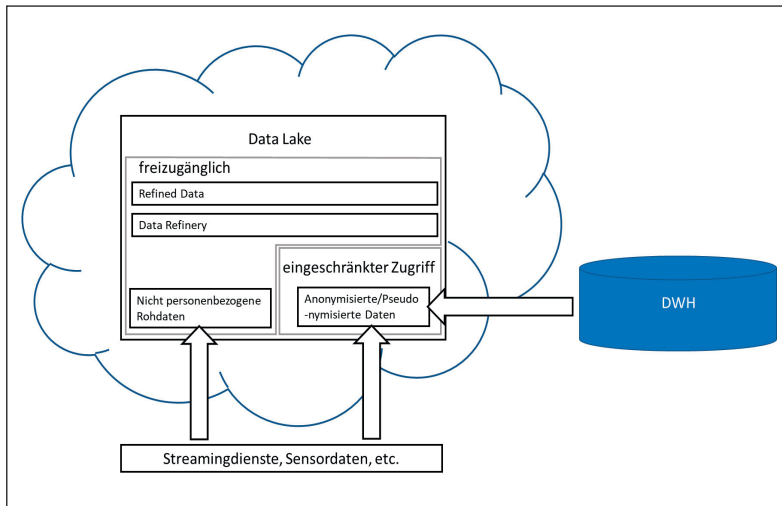 Data Lake
freizugänglich
Refined Data
Data Refinery
eingeschränkter Zugriff
Nicht personenbezogene
Rohdaten
Anonymisierte/Pseudo
-nymisierte Daten
DWH
Streamingdienste, Sensordaten, etc.